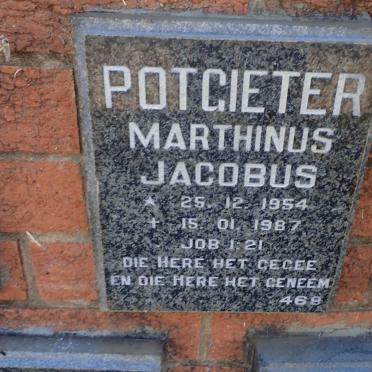 POTGIETER
MARTHINUS
JACOBUS
* 25. 12. 1954
+ 15. 01. 1987
JOB 1:21
DIE HERE HET GEGEE
EN DIE HERE HET GENEEM
468